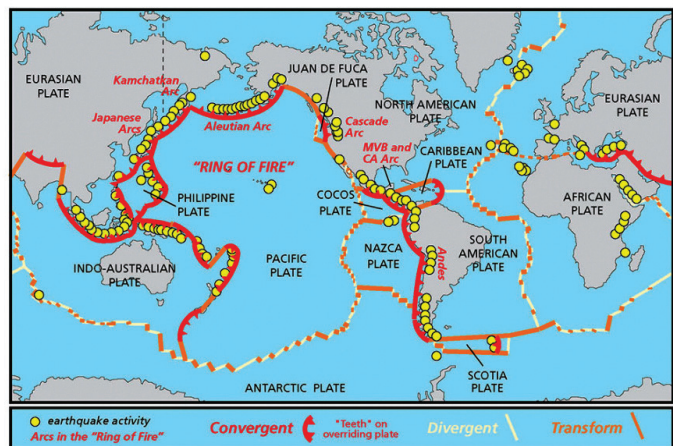 EURASIAN
PLATE
Kamchatkan
Arc
Japanese
Arcs
Aleutian Arc
JUAN DE FUCA
PLATE
NORTH AMERICAN
PLATE
Cascade
Arc
EURASIAN
PLATE
"RING OF FIRE"
MVB and
CA Arc
CARIBBEAN
PLATE
PHILIPPINE
PLATE
COCOS
PLATE
AFRICAN
PLATE
INDO-AUSTRALIAN
PLATE
PACIFIC
PLATE
NAZCA
PLATE
Andes
SOUTH
AMERICAN
PLATE
ANTARCTIC PLATE
SCOTIA
PLATE
earthquake activity
Arcs in the "Ring of Fire"
Convergent
"Teeth" on
overriding plate
Divergent
Transform